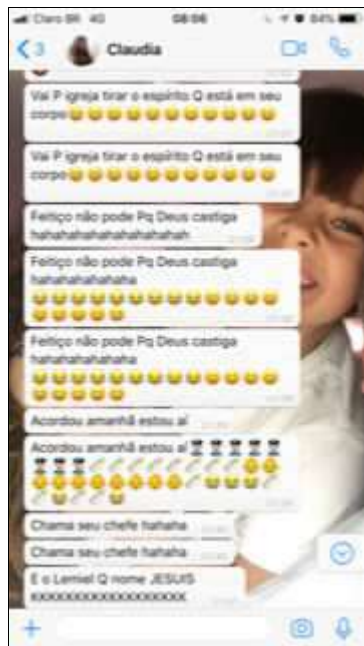 Claro BR 4G 08:06 84%
3 Claudia
Vai P igreja tirar o espírito Q está em seu
corpo😂😂😂😂😂😂😂😂😂😂😂
Vai P igreja tirar o espírito Q está em seu
corpo😂😂😂😂😂😂😂😂😂😂😂
Feitiço não pode Pq Deus castiga
hahahahahahahahahah
Feitiço não pode Pq Deus castiga
hahahahahahaha
Feitiço não pode Pq Deus castiga
hahahahahahaha
Acordou amanhã estou aí
Acordou amanhã estou aí
Chama seu chefe hahaha
Chama seu chefe hahaha
E o Lemiel Q nome JESUIS
KKKKKKKKKKKKKKKKKK